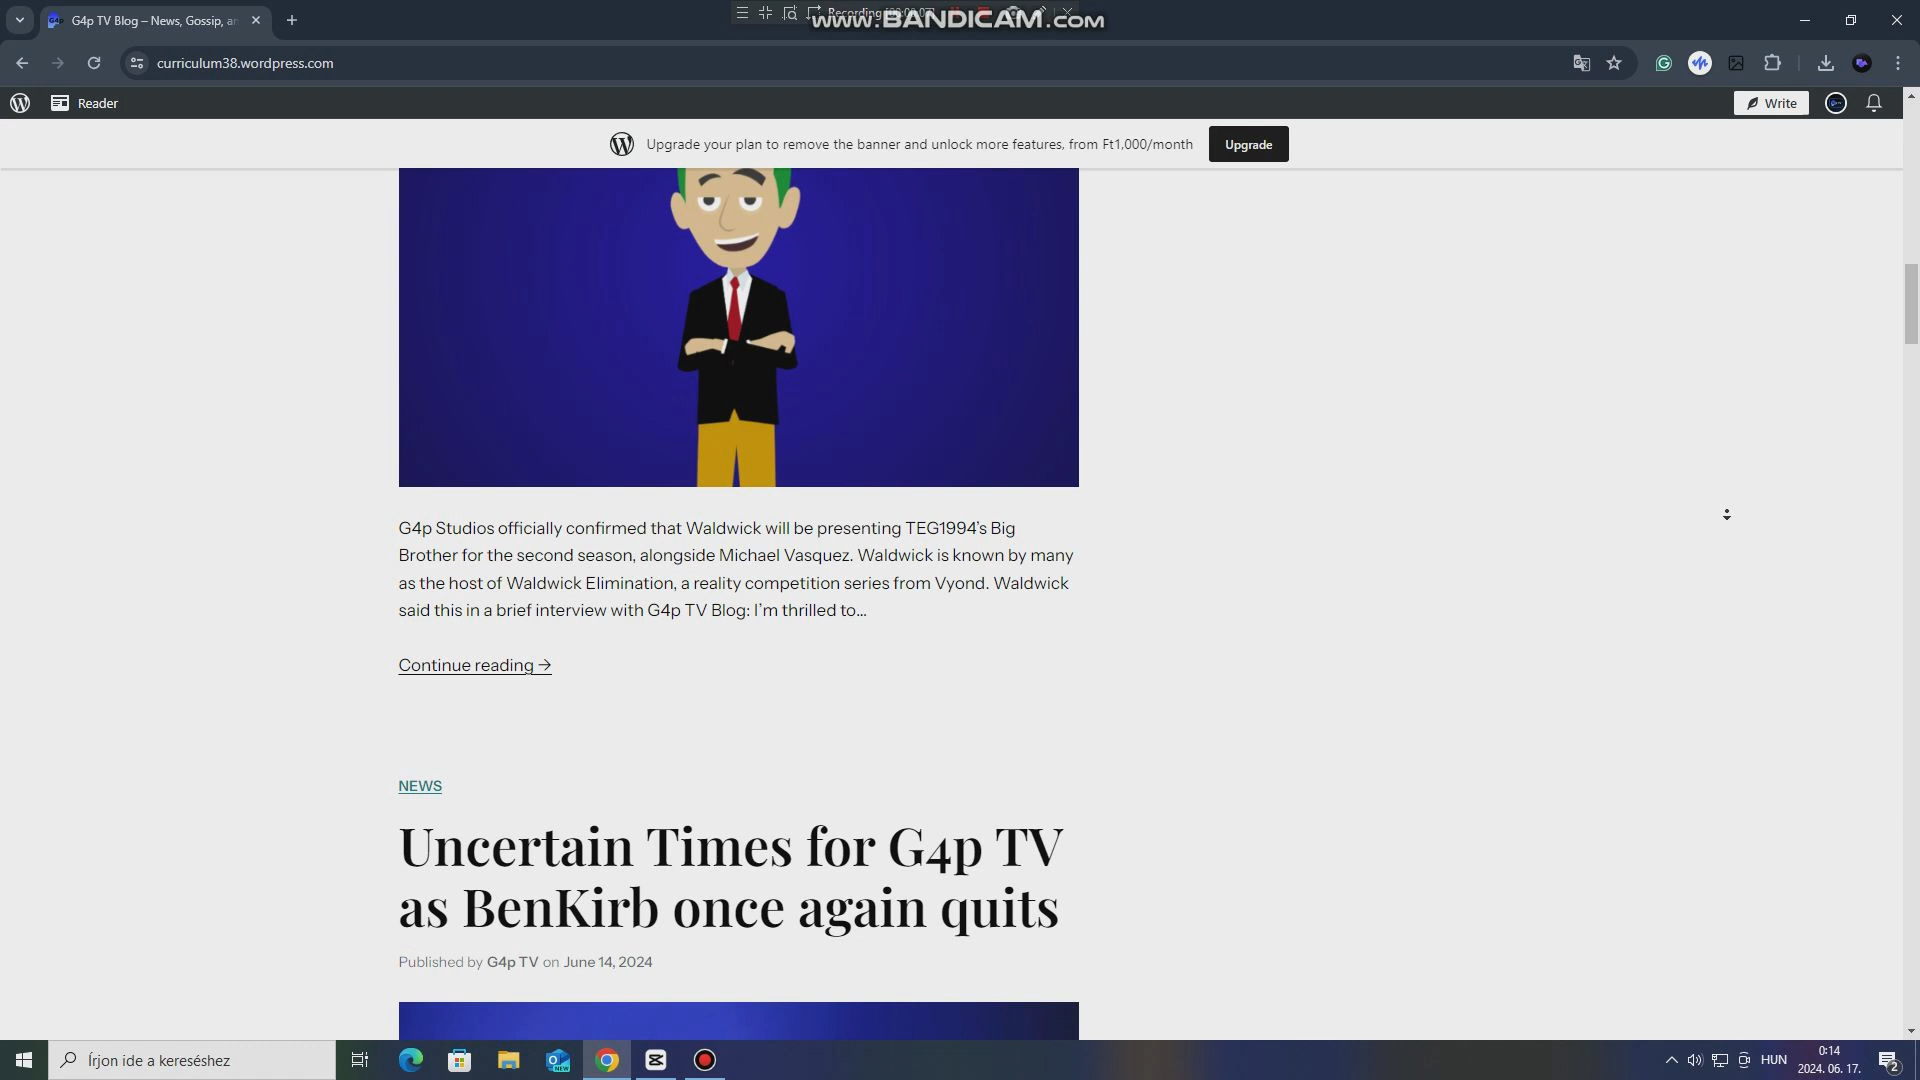 G4p TV Blog – News, Gossip, an
Recording
www.BANDICAM.com
curriculum38.wordpress.com
Reader
Write
Upgrade your plan to remove the banner and unlock more features, from Ft1,000/month
Upgrade
G4p Studios officially confirmed that Waldwick will be presenting TEG1994’s Big
Brother for the second season, alongside Michael Vasquez. Waldwick is known by many
as the host of Waldwick Elimination, a reality competition series from Vyond. Waldwick
said this in a brief interview with G4p TV Blog: I’m thrilled to…
Continue reading →
NEWS
Uncertain Times for G4p TV
as BenKirb once again quits
Published by G4p TV on June 14, 2024
Írjon ide a kereséshez
HUN
0:14
2024. 06. 17.
2